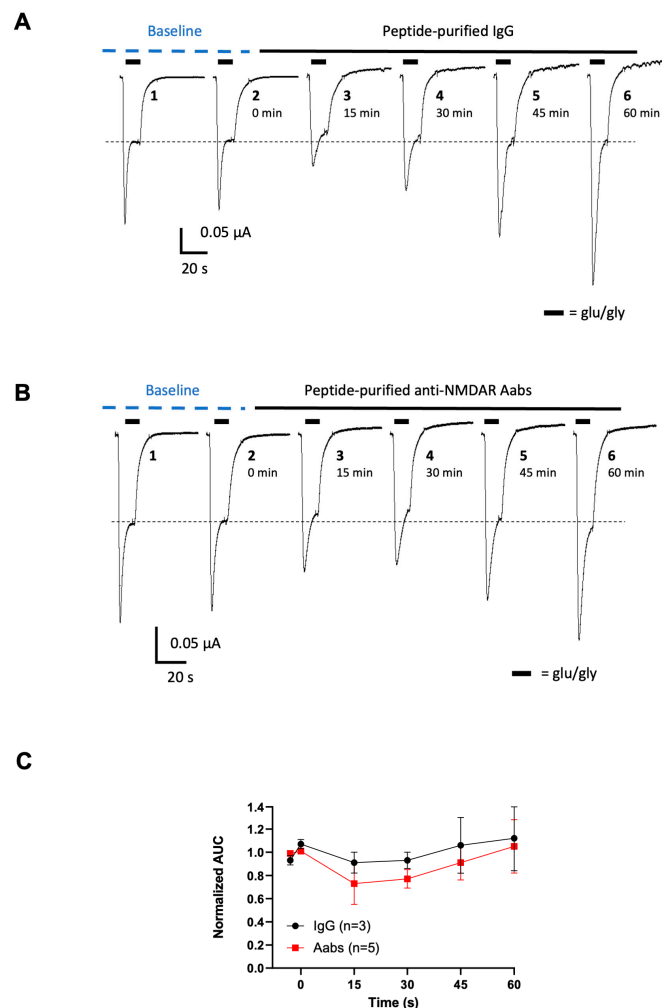 A
Baseline Peptide-purified IgG
1 2 3 4 5 6
0 min 15 min 30 min 45 min 60 min
0.05 µA
20 s
= glu/gly
B
Baseline Peptide-purified anti-NMDAR Aabs
1 2 3 4 5 6
0 min 15 min 30 min 45 min 60 min
0.05 µA
20 s
= glu/gly
C
Normalized AUC
1.4
1.2
1.0
0.8
0.6
0.4
0.2
0.0
IgG (n=3)
Aabs (n=5)
0 15 30 45 60
Time (s)